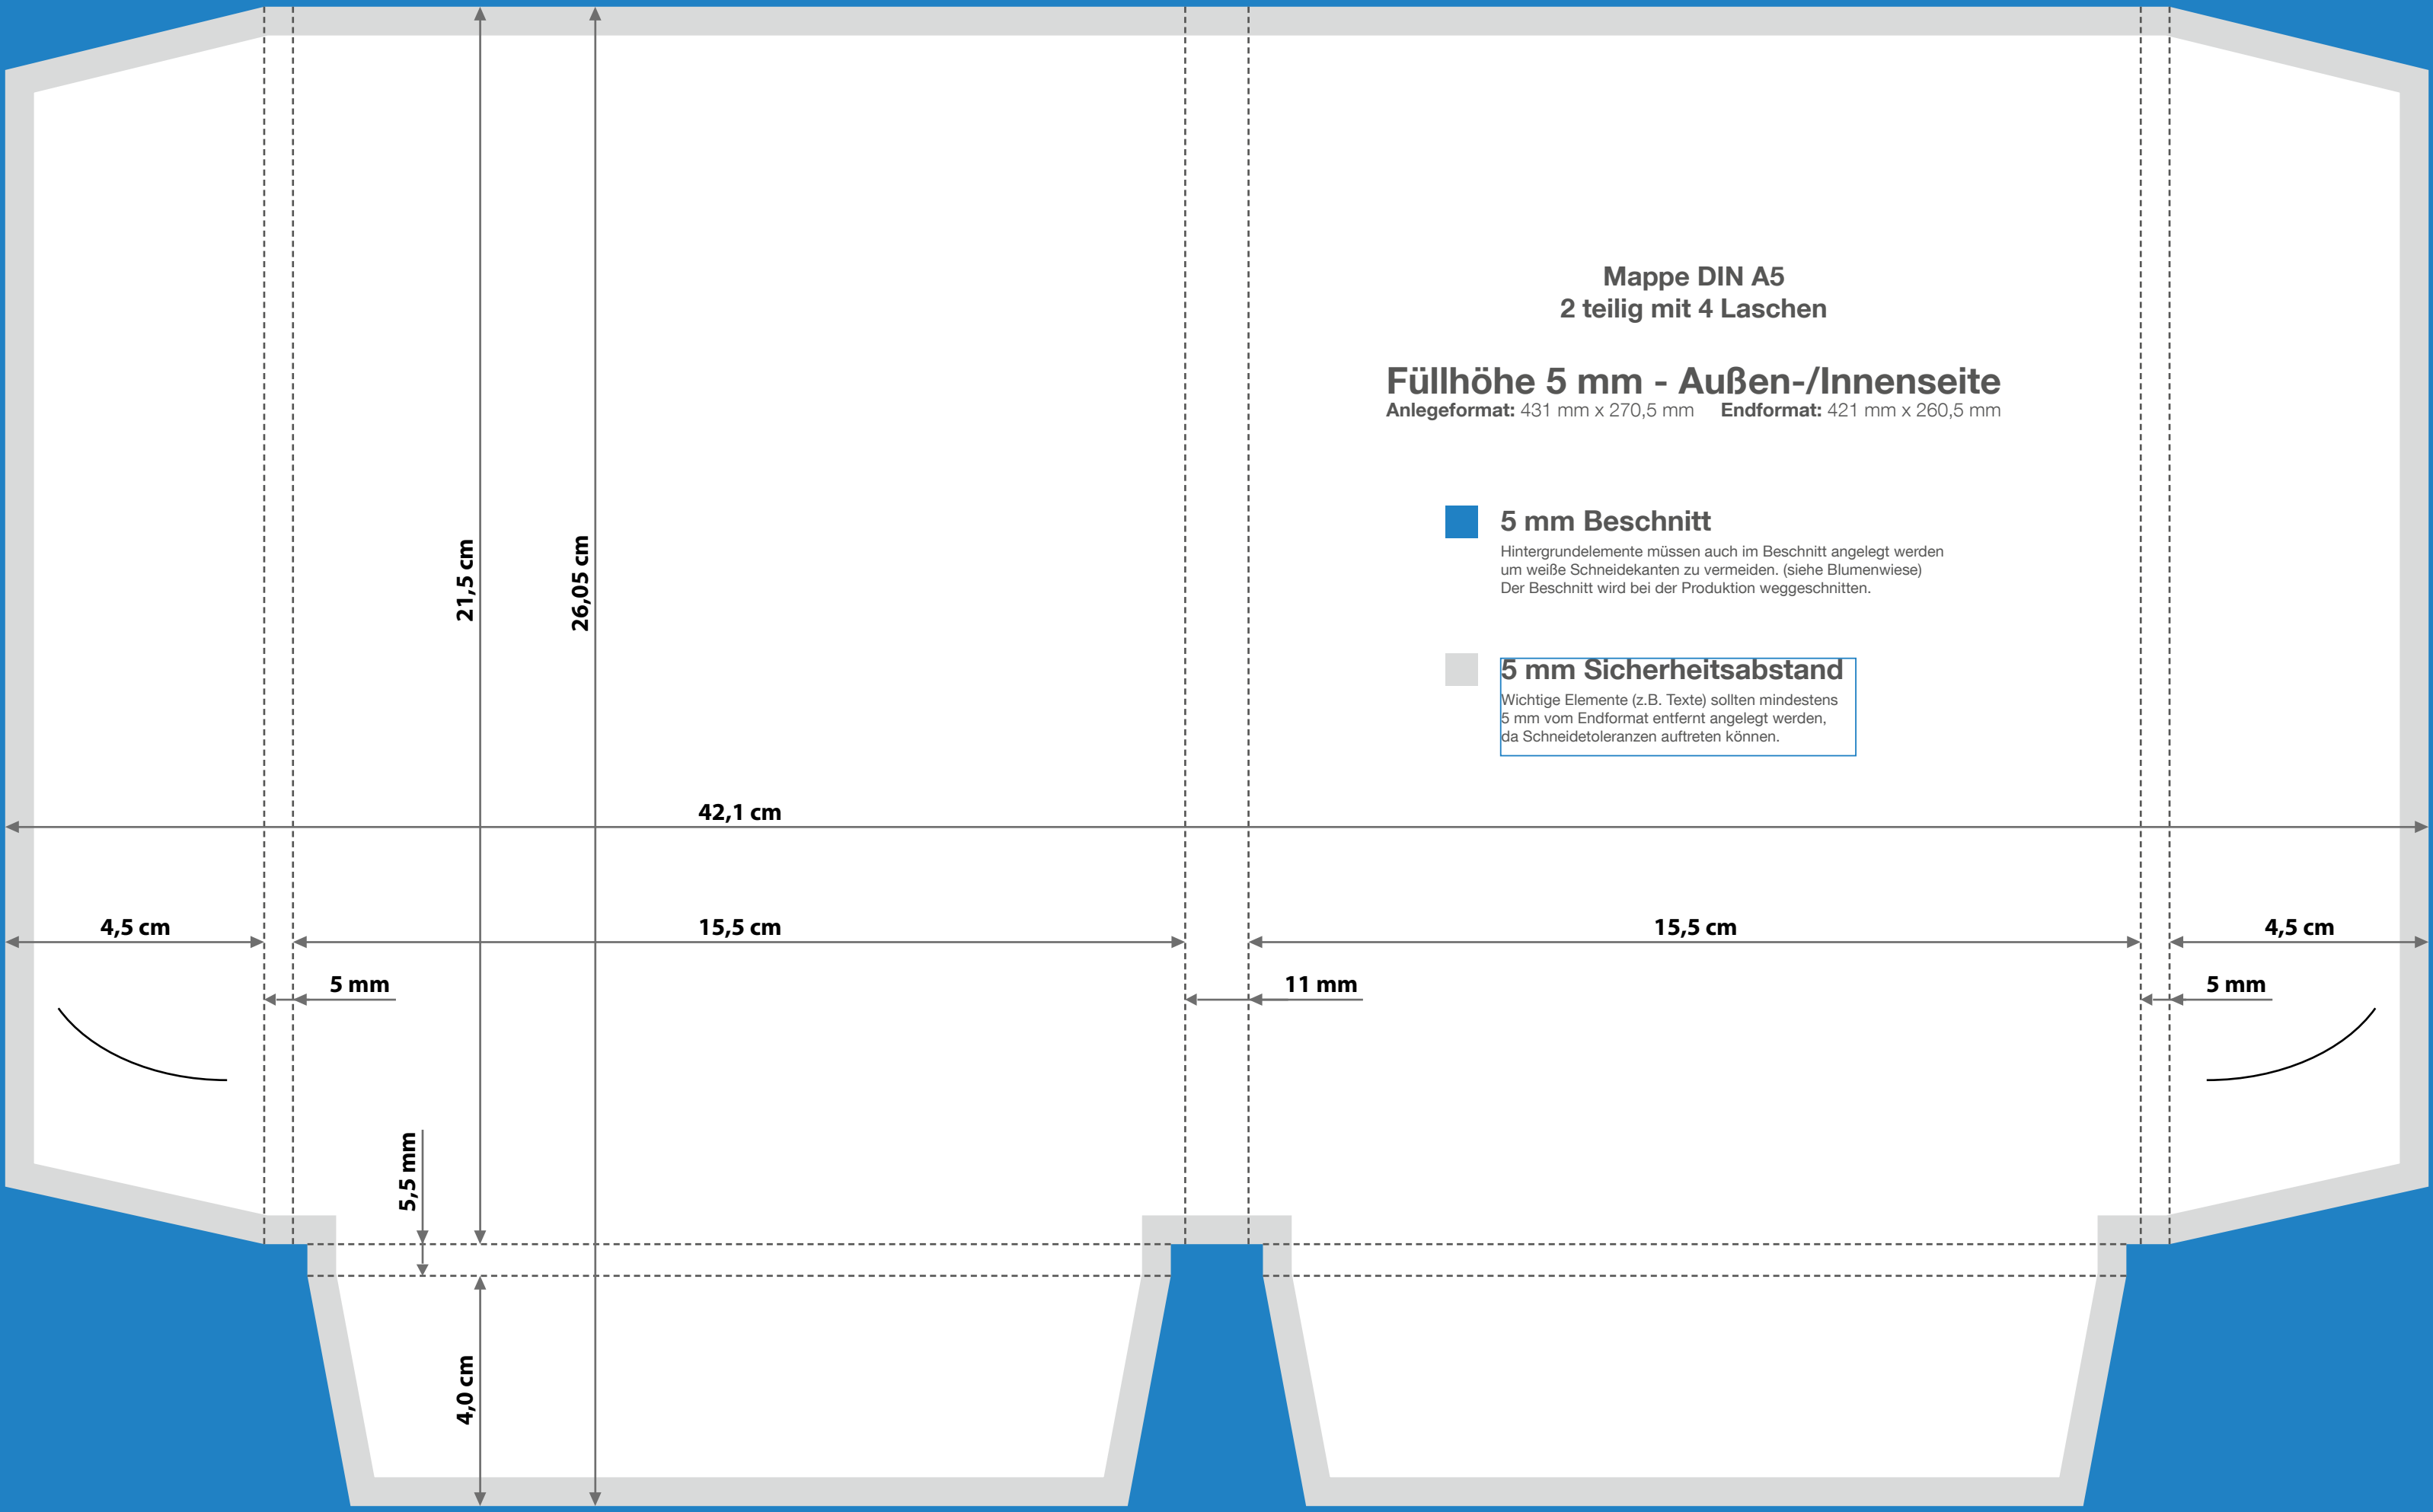 Mappe DIN A5
2 teilig mit 4 Laschen
Füllhöhe 5 mm - Außen-/Innenseite
Anlegeformat: 431 mm x 270,5 mm Endformat: 421 mm x 260,5 mm
5 mm Beschnitt
Hintergrundelemente müssen auch im Beschnitt angelegt werden
um weiße Schneidekanten zu vermeiden. (siehe Blumenwiese)
Der Beschnitt wird bei der Produktion weggeschnitten.
21,5 cm
26,05 cm
5 mm Sicherheitsabstand
Wichtige Elemente (z.B. Texte) sollten mindestens
5 mm vom Endformat entfernt angelegt werden,
da Schneidetoleranzen auftreten können.
42,1 cm
4,5 cm
15,5 cm
15,5 cm
4,5 cm
5 mm
11 mm
5 mm
5,5 mm
4,0 cm